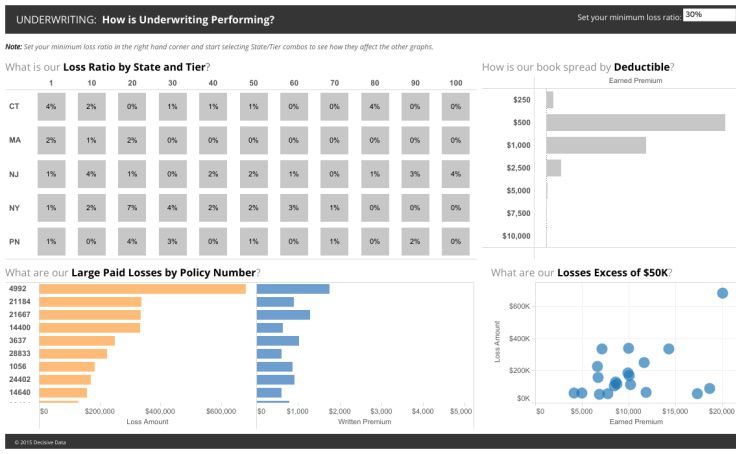 UNDERWRITING: How is Underwriting Performing?
Set your minimum loss ratio: 30%
Note: Set your minimum loss ratio in the right hand corner and start selecting State/Tier combos to see how they affect the other graphs.
What is our Loss Ratio by State and Tier?
1 10 20 30 40 50 60 70 80 90 100
CT 4% 2% 0% 1% 1% 1% 0% 0% 4% 0% 0%
MA 2% 1% 2% 0% 0% 0% 0% 0% 0% 0% 0%
NJ 1% 4% 1% 0% 2% 2% 1% 0% 1% 3% 4%
NY 1% 2% 7% 4% 2% 2% 3% 1% 0% 0% 0%
PN 1% 0% 4% 3% 0% 1% 0% 1% 0% 2% 0%
How is our book spread by Deductible?
Earned Premium
$250
$500
$1,000
$2,500
$5,000
$7,500
$10,000
What are our Large Paid Losses by Policy Number?
4992
21184
21667
14400
3637
28833
1056
24402
14640
$0 $200,000 $400,000 $600,000
Loss Amount
$0 $1,000 $2,000 $3,000 $4,000 $5,000
Written Premium
What are our Losses Excess of $50K?
Loss Amount
$600K
$400K
$200K
$0K
$0 $5,000 $10,000 $15,000 $20,000
Earned Premium
© 2015 Decisive Data